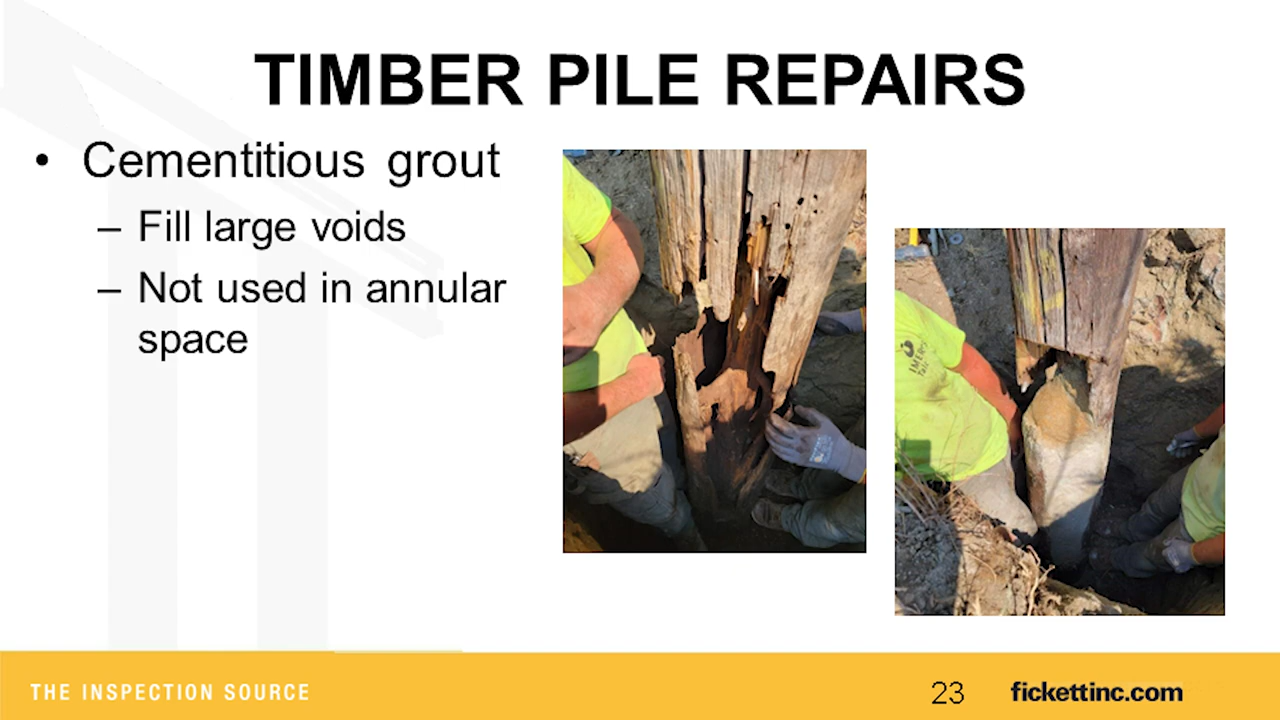 TIMBER PILE REPAIRS
• Cementitious grout
– Fill large voids
– Not used in annular
space
THE INSPECTION SOURCE
23
fickettinc.com